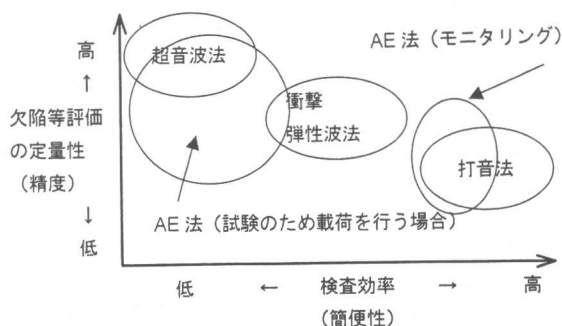 AE 法（モニタリング）
高
超音波法
↑
衝撃
弾性波法
欠陥等評価
の定量性
（精度）
打音法
↓
AE 法（試験のため載荷を行う場合）
低
低　←　検査効率　→　高
（簡便性）